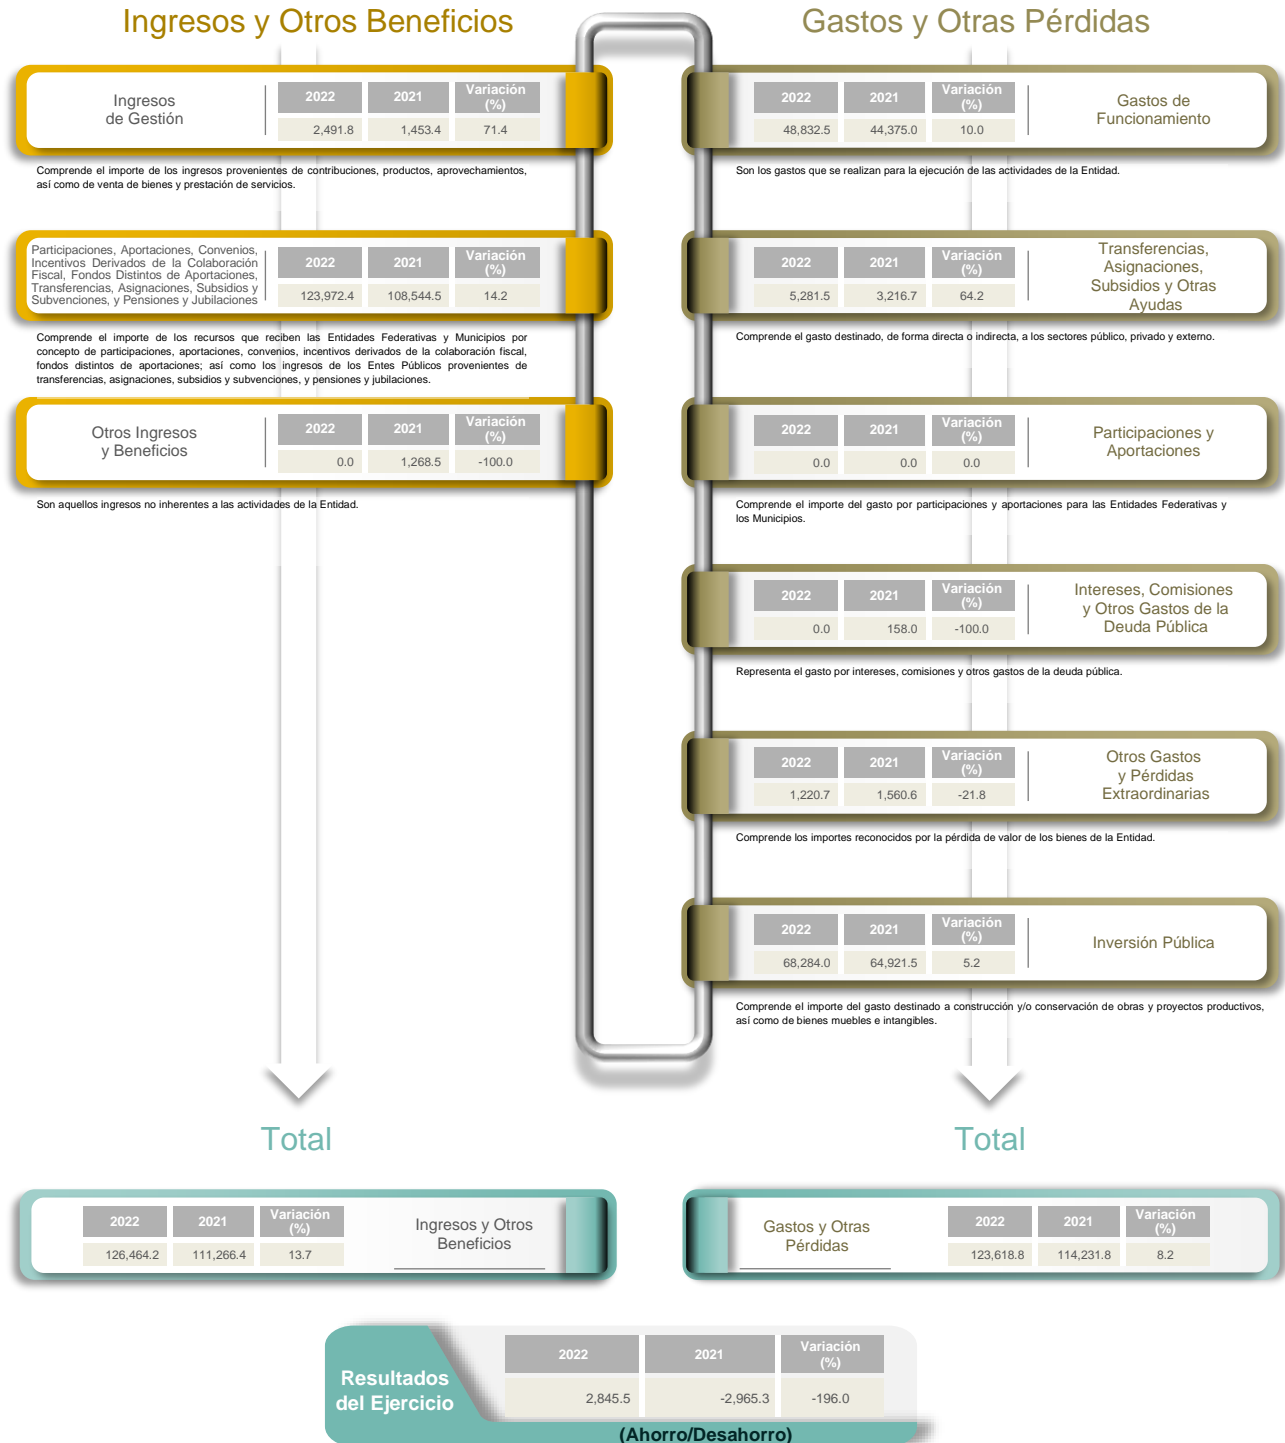 Ingresos y Otros Beneficios
Ingresos
de Gestión
2022 2021 Variación
(%)
2,491.8 1,453.4 71.4
Comprende el importe de los ingresos provenientes de contribuciones, productos, aprovechamientos,
así como de venta de bienes y prestación de servicios.
Participaciones, Aportaciones, Convenios,
Incentivos Derivados de la Colaboración
Fiscal, Fondos Distintos de Aportaciones,
Transferencias, Asignaciones, Subsidios y
Subvenciones, y Pensiones y Jubilaciones
2022 2021 Variación
(%)
123,972.4 108,544.5 14.2
Comprende el importe de los recursos que reciben las Entidades Federativas y Municipios por
concepto de participaciones, aportaciones, convenios, incentivos derivados de la colaboración fiscal,
fondos distintos de aportaciones; así como los ingresos de los Entes Públicos provenientes de
transferencias, asignaciones, subsidios y subvenciones, y pensiones y jubilaciones.
Otros Ingresos
y Beneficios
2022 2021 Variación
(%)
0.0 1,268.5 -100.0
Son aquellos ingresos no inherentes a las actividades de la Entidad.
Gastos y Otras Pérdidas
2022 2021 Variación
(%)
48,832.5 44,375.0 10.0
Gastos de
Funcionamiento
Son los gastos que se realizan para la ejecución de las actividades de la Entidad.
2022 2021 Variación
(%)
5,281.5 3,216.7 64.2
Transferencias,
Asignaciones,
Subsidios y Otras
Ayudas
Comprende el gasto destinado, de forma directa o indirecta, a los sectores público, privado y externo.
2022 2021 Variación
(%)
0.0 0.0 0.0
Participaciones y
Aportaciones
Comprende el importe del gasto por participaciones y aportaciones para las Entidades Federativas y
los Municipios.
2022 2021 Variación
(%)
0.0 158.0 -100.0
Intereses, Comisiones
y Otros Gastos de la
Deuda Pública
Representa el gasto por intereses, comisiones y otros gastos de la deuda pública.
2022 2021 Variación
(%)
1,220.7 1,560.6 -21.8
Otros Gastos
y Pérdidas
Extraordinarias
Comprende los importes reconocidos por la pérdida de valor de los bienes de la Entidad.
2022 2021 Variación
(%)
68,284.0 64,921.5 5.2
Inversión Pública
Comprende el importe del gasto destinado a construcción y/o conservación de obras y proyectos productivos,
así como de bienes muebles e intangibles.
Total
2022 2021 Variación
(%)
126,464.2 111,266.4 13.7
Ingresos y Otros
Beneficios
Total
Gastos y Otras
Pérdidas
2022 2021 Variación
(%)
123,618.8 114,231.8 8.2
Resultados
del Ejercicio
2022 2021 Variación
(%)
2,845.5 -2,965.3 -196.0
(Ahorro/Desahorro)